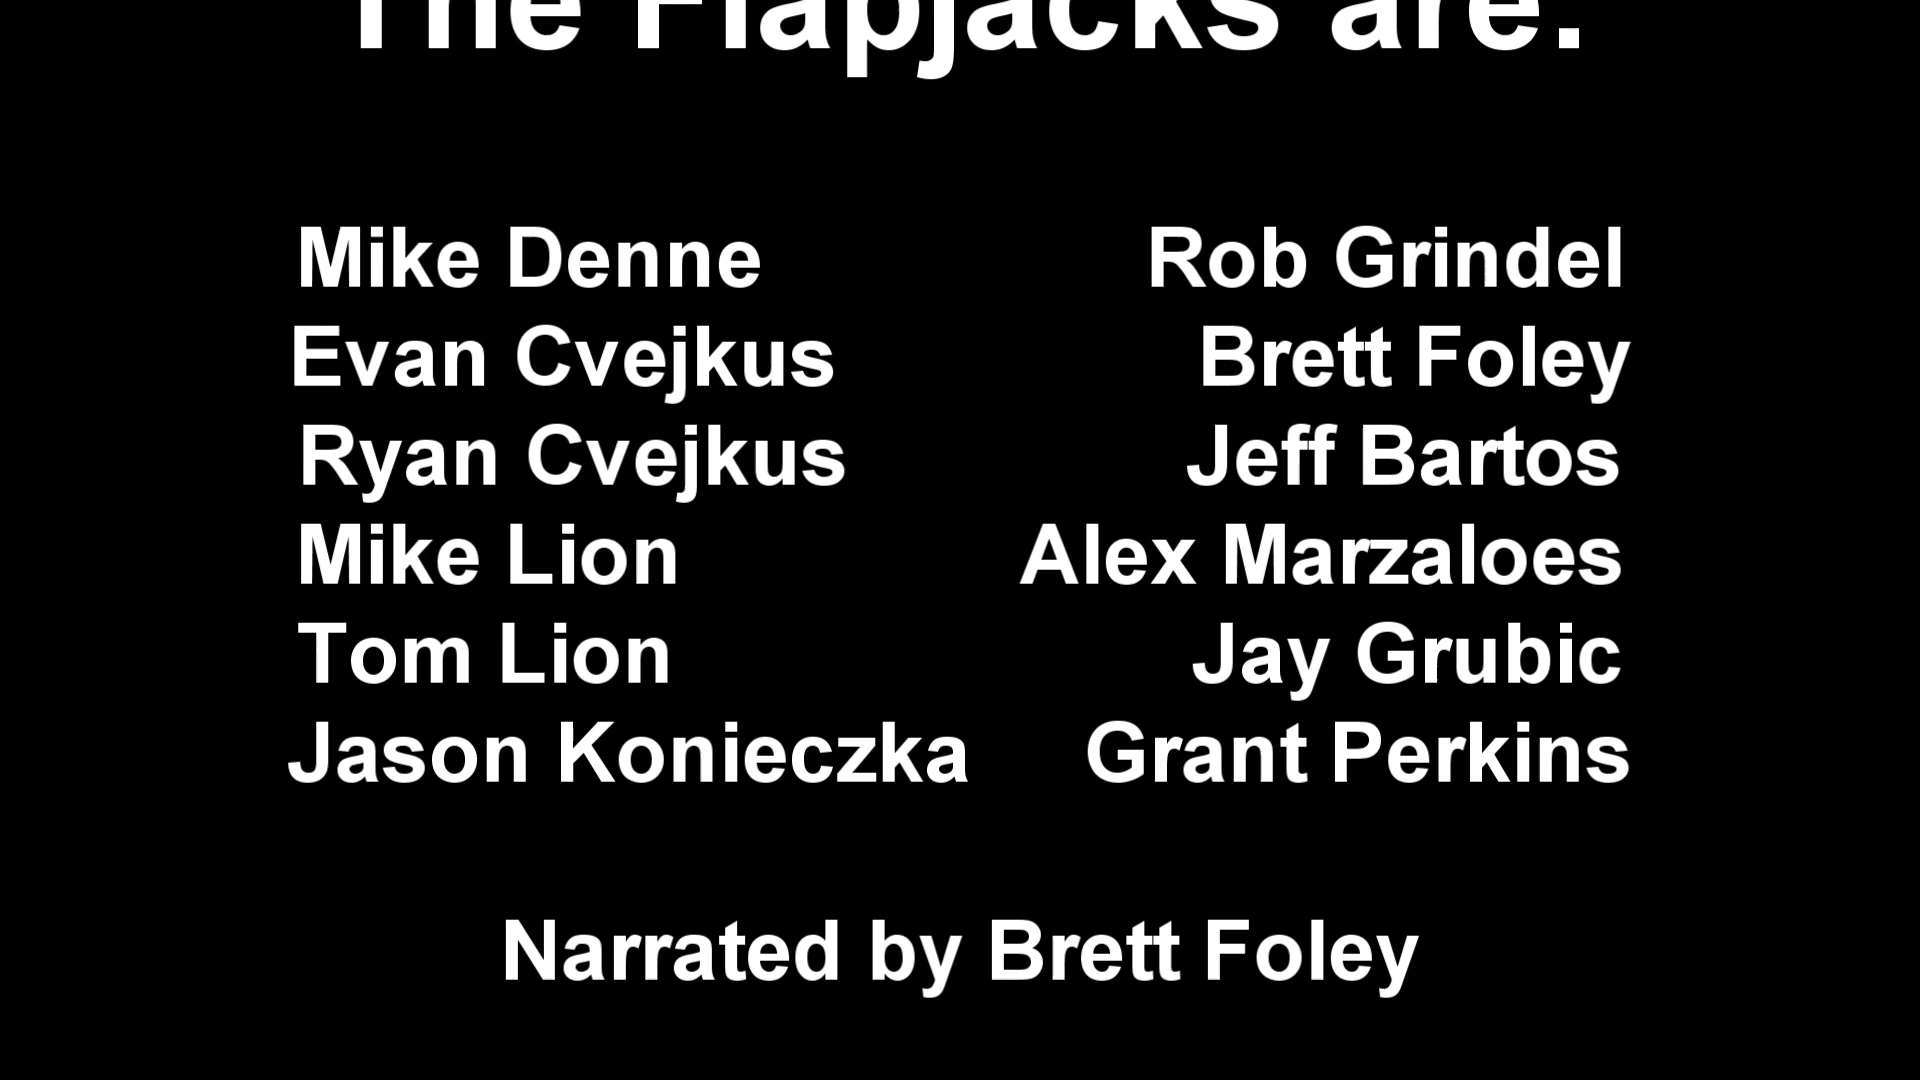 The Flapjacks are:
Mike Denne Rob Grindel
Evan Cvejkus Brett Foley
Ryan Cvejkus Jeff Bartos
Mike Lion Alex Marzaloes
Tom Lion Jay Grubic
Jason Konieczka Grant Perkins
Narrated by Brett Foley